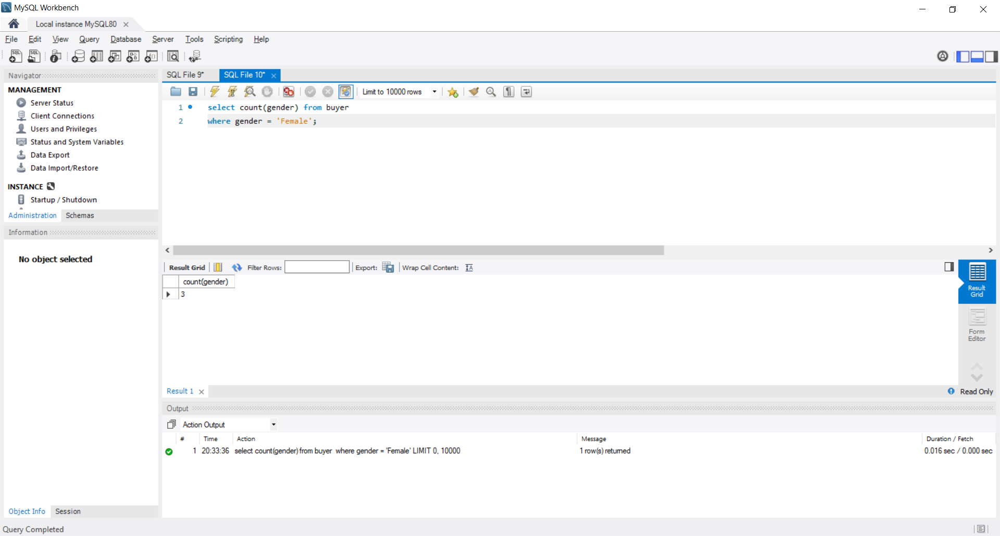 MySQL Workbench
Local instance MySQL80
File Edit View Query Database Server Tools Scripting Help
Navigator
MANAGEMENT
Server Status
Client Connections
Users and Privileges
Status and System Variables
Data Export
Data Import/Restore
INSTANCE
Startup / Shutdown
Administration Schemas
Information
No object selected
Object Info Session
SQL File 9* SQL File 10*
Limit to 10000 rows
1 select count(gender) from buyer
2 where gender = 'Female';
Result Grid Filter Rows: Export: Wrap Cell Content:
count(gender)
3
Result
Grid
Form
Editor
Result 1
Read Only
Output
Action Output
# Time Action Message Duration / Fetch
1 20:33:36 select count(gender) from buyer where gender = 'Female' LIMIT 0, 10000 1 row(s) returned 0.016 sec / 0.000 sec
Query Completed